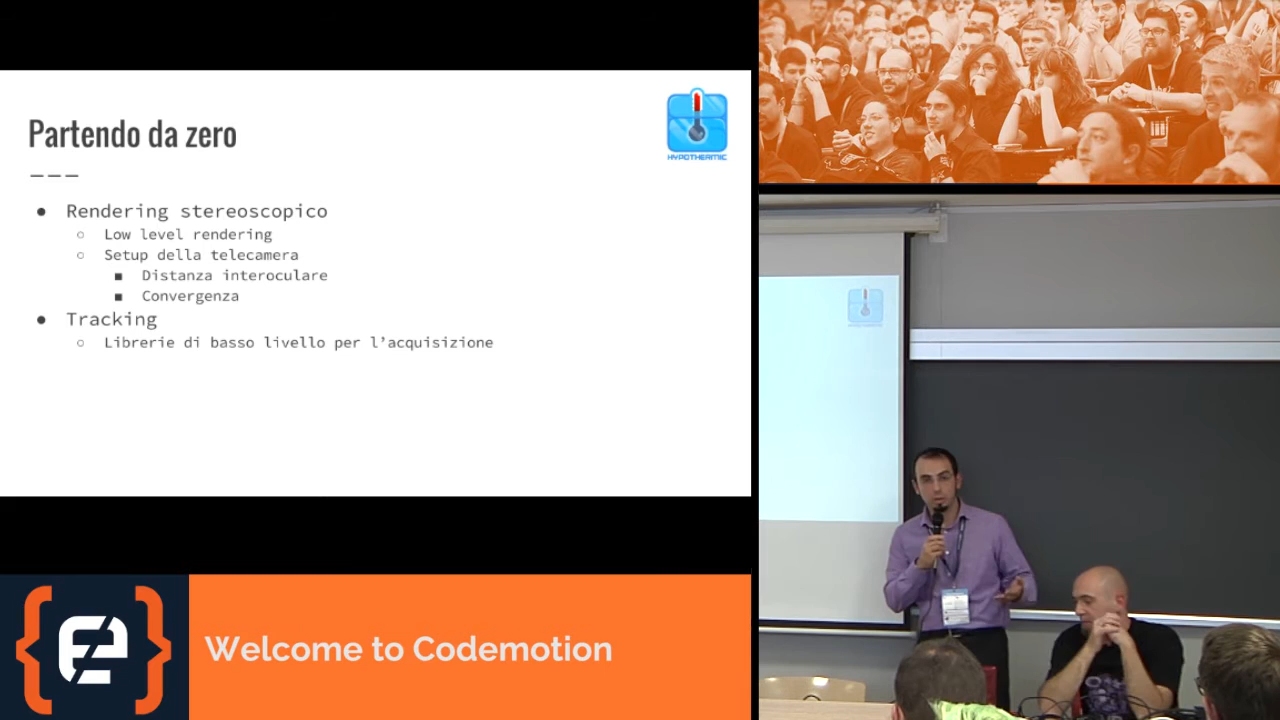 Partendo da zero
HYPOTHERMIC
● Rendering stereoscopico
○ Low level rendering
○ Setup della telecamera
■ Distanza interoculare
■ Convergenza
● Tracking
○ Librerie di basso livello per l’acquisizione
Welcome to Codemotion